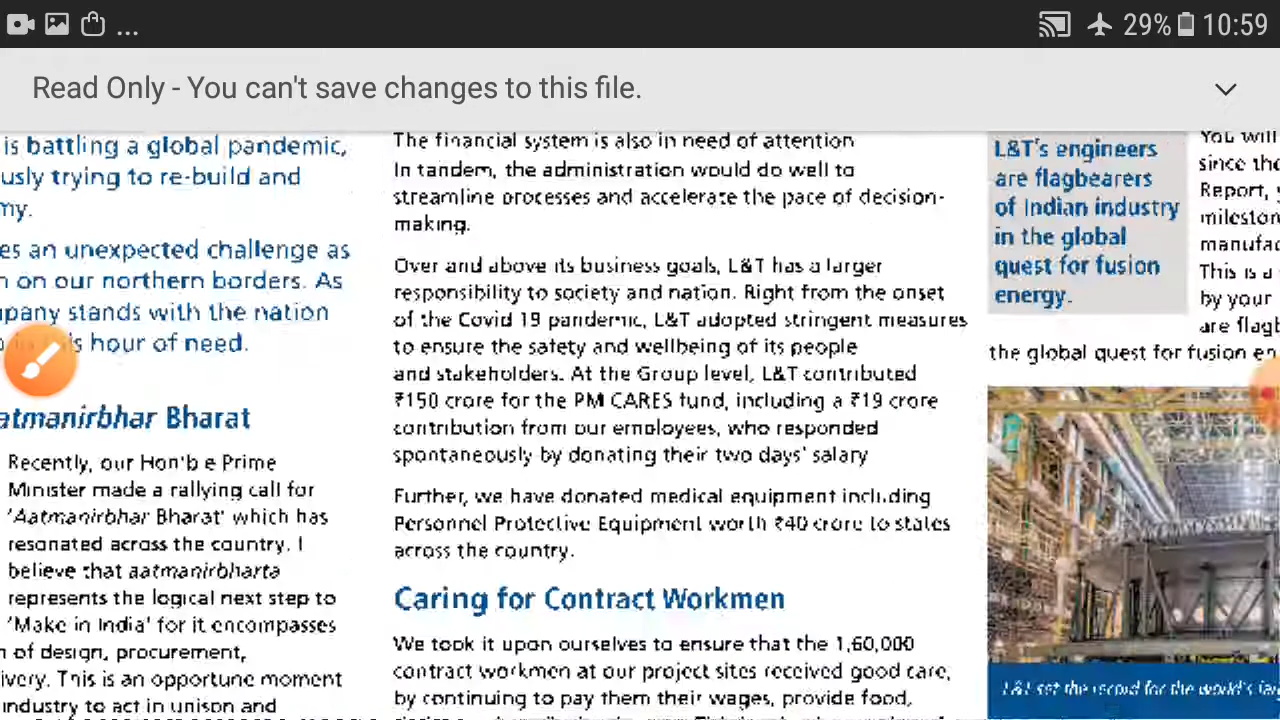 ... 29% 10:59
Read Only - You can't save changes to this file.
is battling a global pandemic,
usly trying to re-build and
my.
es an unexpected challenge as
n on our northern borders. As
pany stands with the nation
is hour of need.
atmanirbhar Bharat
Recently, our Hon'b e Prime
Minister made a rallying call for
'Aatmanirbhar Bharat' which has
resonated across the country. I
believe that aatmanirbharta
represents the logical next step to
'Make in India' for it encompasses
n of design, procurement,
ivery. This is an opportune moment
industry to act in unison and
The financial system is also in need of attention
In tandem, the administration would do well to
streamline processes and accelerate the pace of decision-
making.
Over and above its business goals, L&T has a larger
responsibility to society and nation. Right from the onset
of the Covid 19 pandemic, L&T adopted stringent measures
to ensure the safety and wellbeing of its people
and stakeholders. At the Group level, L&T contributed
₹150 crore for the PM CARES fund, including a ₹19 crore
contribution from our employees, who responded
spontaneously by donating their two days' salary
Further, we have donated medical equipment including
Personnel Protective Equipment worth ₹40 crore to states
across the country.
Caring for Contract Workmen
We took it upon ourselves to ensure that the 1,60,000
contract workmen at our project sites received good care,
by continuing to pay them their wages, provide food,
L&T's engineers
are flagbearers
of Indian industry
in the global
quest for fusion
energy.
You will
since the
Report, y
mileston
manufac
This is a
by your
are flagb
the global quest for fusion en
L&T set the record for the world's lar